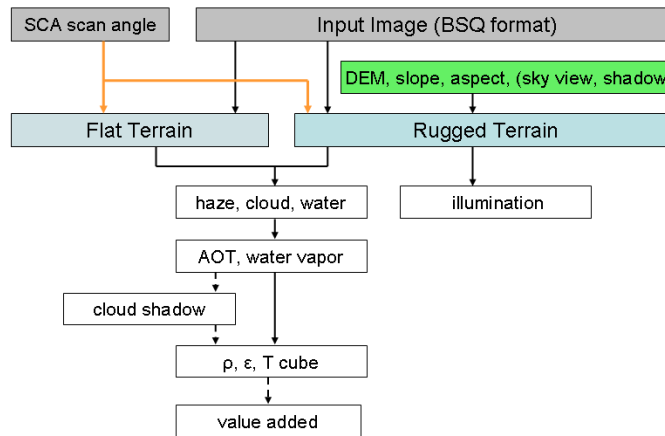 SCA scan angle
Input Image (BSQ format)
DEM, slope, aspect, (sky view, shadow
Flat Terrain
Rugged Terrain
haze, cloud, water
illumination
AOT, water vapor
cloud shadow
ρ, ε, T cube
value added